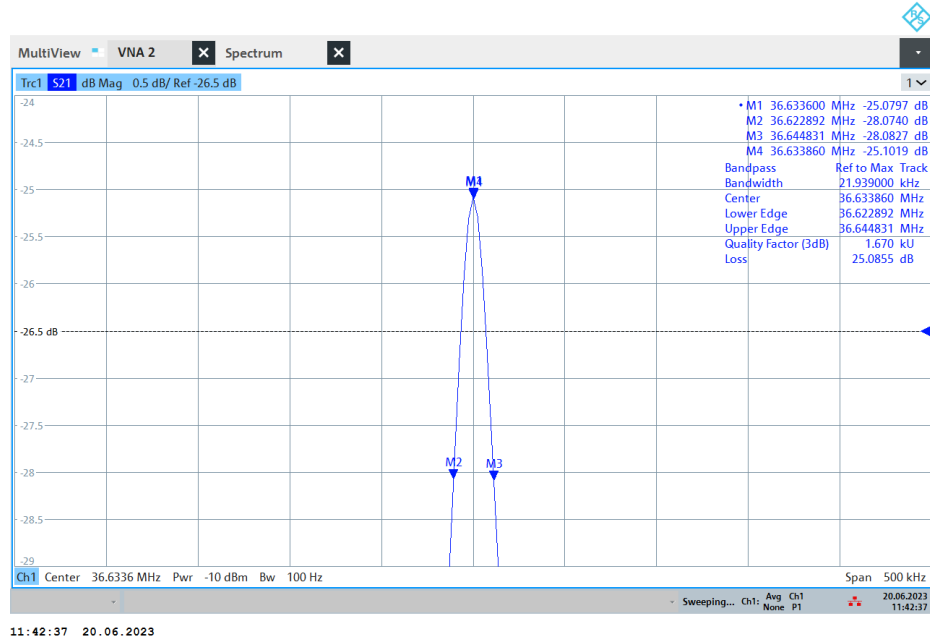 R&S
MultiView VNA 2 X Spectrum X
Trc1 S21 dB Mag 0.5 dB/ Ref -26.5 dB 1
-24
• M1 36.633600 MHz -25.0797 dB
M2 36.622892 MHz -28.0740 dB
M3 36.644831 MHz -28.0827 dB
M4 36.633860 MHz -25.1019 dB
Bandpass Ref to Max Track
Bandwidth 21.939000 kHz
Center 36.633860 MHz
Lower Edge 36.622892 MHz
Upper Edge 36.644831 MHz
Quality Factor (3dB) 1.670 kU
Loss 25.0855 dB
-24.5
-25
-25.5
-26
-26.5 dB
-27
-27.5
-28
-28.5
-29
M2 M3
Ch1 Center 36.6336 MHz Pwr -10 dBm Bw 100 Hz Span 500 kHz
Sweeping... Ch1: Avg None Ch1 P1 20.06.2023 11:42:37
11:42:37 20.06.2023